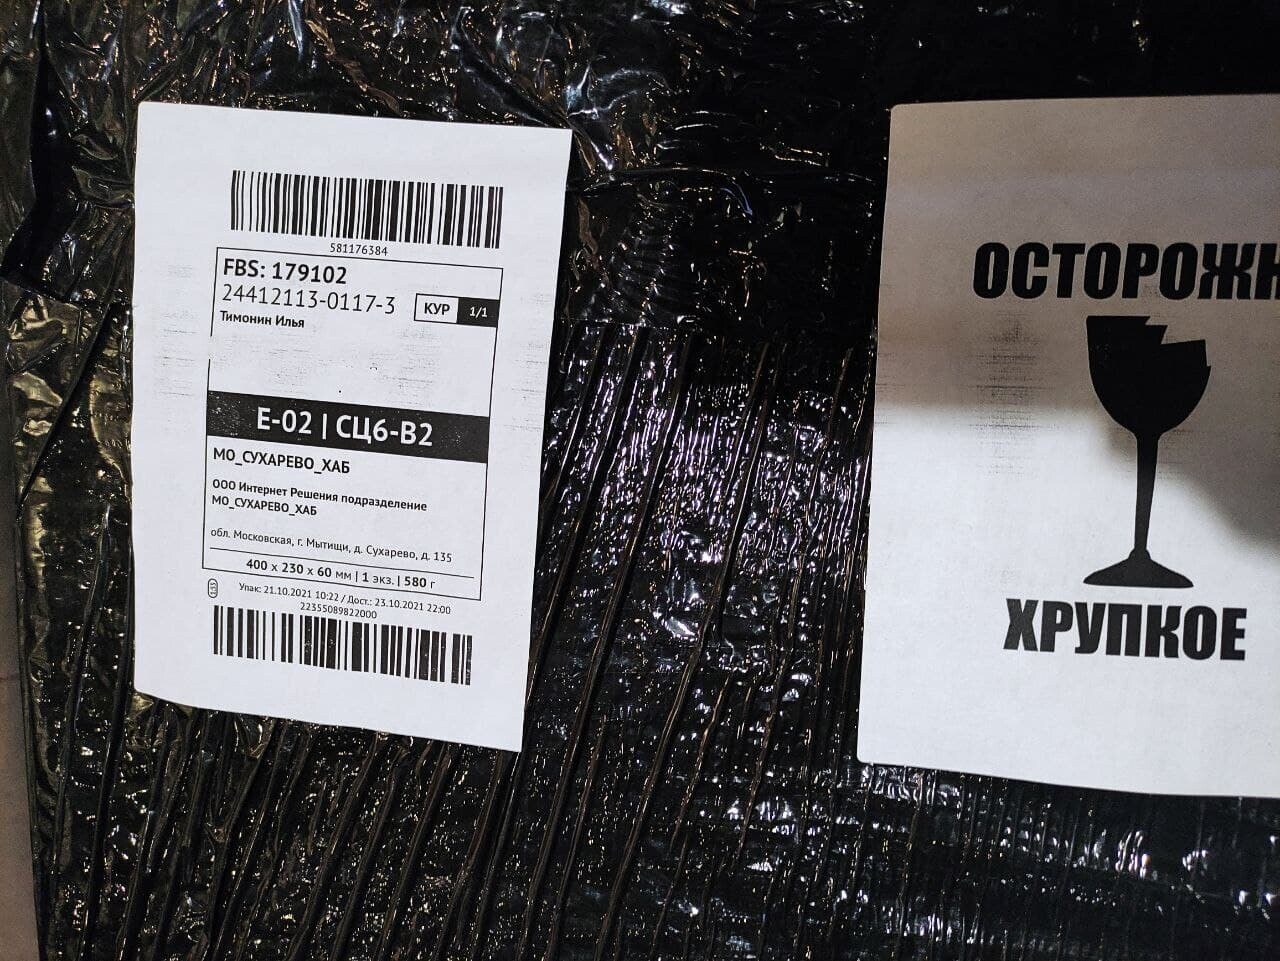 581176384
FBS: 179102
24412113-0117-3
КУР 1/1
Тимонин Илья
E-02 | СЦ6-В2
МО_СУХАРЕВО_ХАБ
ООО Интернет Решения подразделение
МО_СУХАРЕВО_ХАБ
обл. Московская, г. Мытищи, д. Сухарево, д. 135
400 x 230 x 60 мм | 1 экз. | 580 г
Упак: 21.10.2021 10:22 / Дост.: 23.10.2021 22:00
22355089822000
ОСТОРОЖН
ХРУПКОЕ